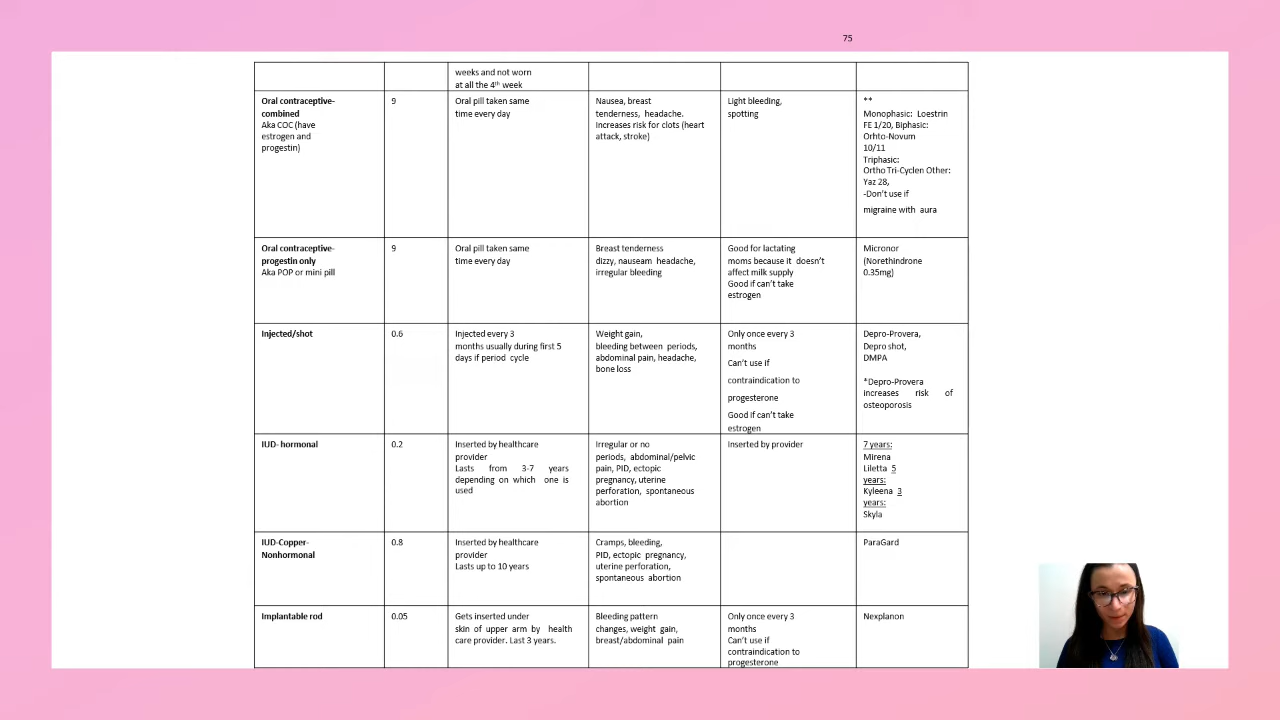 75
weeks and not worn
at all the 4th week
Oral contraceptive-
combined
Aka COC (have
estrogen and
progestin)
9
Oral pill taken same
time every day
Nausea, breast
tenderness, headache.
Increases risk for clots (heart
attack, stroke)
Light bleeding,
spotting
**
Monophasic: Loestrin
FE 1/20, Biphasic:
Orhto-Novum
10/11
Triphasic:
Ortho Tri-Cyclen Other:
Yaz 28,
-Don't use if
migraine with aura
Oral contraceptive-
progestin only
Aka POP or mini pill
9
Oral pill taken same
time every day
Breast tenderness
dizzy, nauseam headache,
irregular bleeding
Good for lactating
moms because it doesn't
affect milk supply
Good if can't take
estrogen
Micronor
(Norethindrone
0.35mg)
Injected/shot
0.6
Injected every 3
months usually during first 5
days if period cycle
Weight gain,
bleeding between periods,
abdominal pain, headache,
bone loss
Only once every 3
months
Can't use if
contraindication to
progesterone
Good if can't take
estrogen
Depro-Provera,
Depro shot,
DMPA
*Depro-Provera
increases risk of
osteoporosis
IUD- hormonal
0.2
Inserted by healthcare
provider
Lasts from 3-7 years
depending on which one is
used
Irregular or no
periods, abdominal/pelvic
pain, PID, ectopic
pregnancy, uterine
perforation, spontaneous
abortion
Inserted by provider
7 years:
Mirena
Liletta 5
years:
Kyleena 3
years:
Skyla
IUD-Copper-
Nonhormonal
0.8
Inserted by healthcare
provider
Lasts up to 10 years
Cramps, bleeding,
PID, ectopic pregnancy,
uterine perforation,
spontaneous abortion
ParaGard
Implantable rod
0.05
Gets inserted under
skin of upper arm by health
care provider. Last 3 years.
Bleeding pattern
changes, weight gain,
breast/abdominal pain
Only once every 3
months
Can't use if
contraindication to
progesterone
Nexplanon